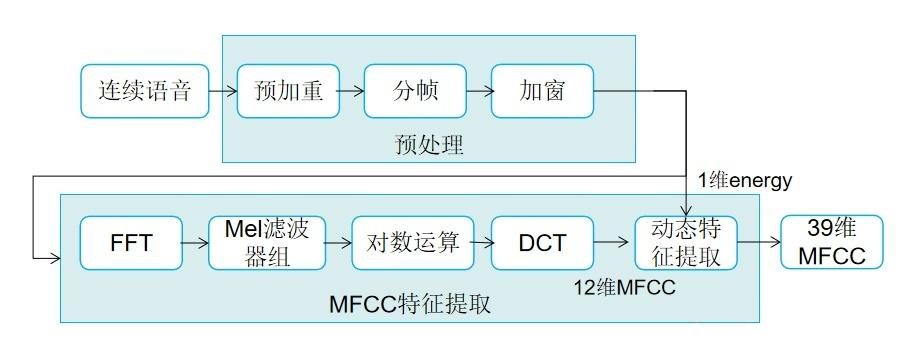 连续语音
预加重
分帧
加窗
预处理
1维energy
FFT
Mel滤波
器组
对数运算
DCT
动态特
征提取
39维
MFCC
12维MFCC
MFCC特征提取